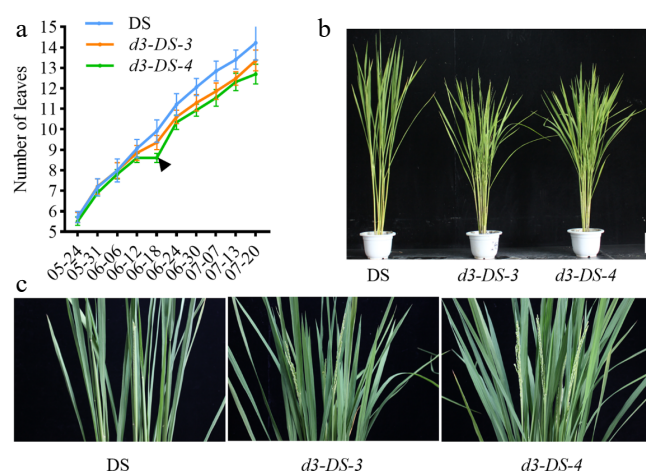 a
DS
d3-DS-3
d3-DS-4
Number of leaves
15
14
13
12
11
10
9
8
7
6
5
05-24
05-31
06-06
06-12
06-18
06-24
06-30
07-07
07-13
07-20
b
DS
d3-DS-3
d3-DS-4
c
DS
d3-DS-3
d3-DS-4